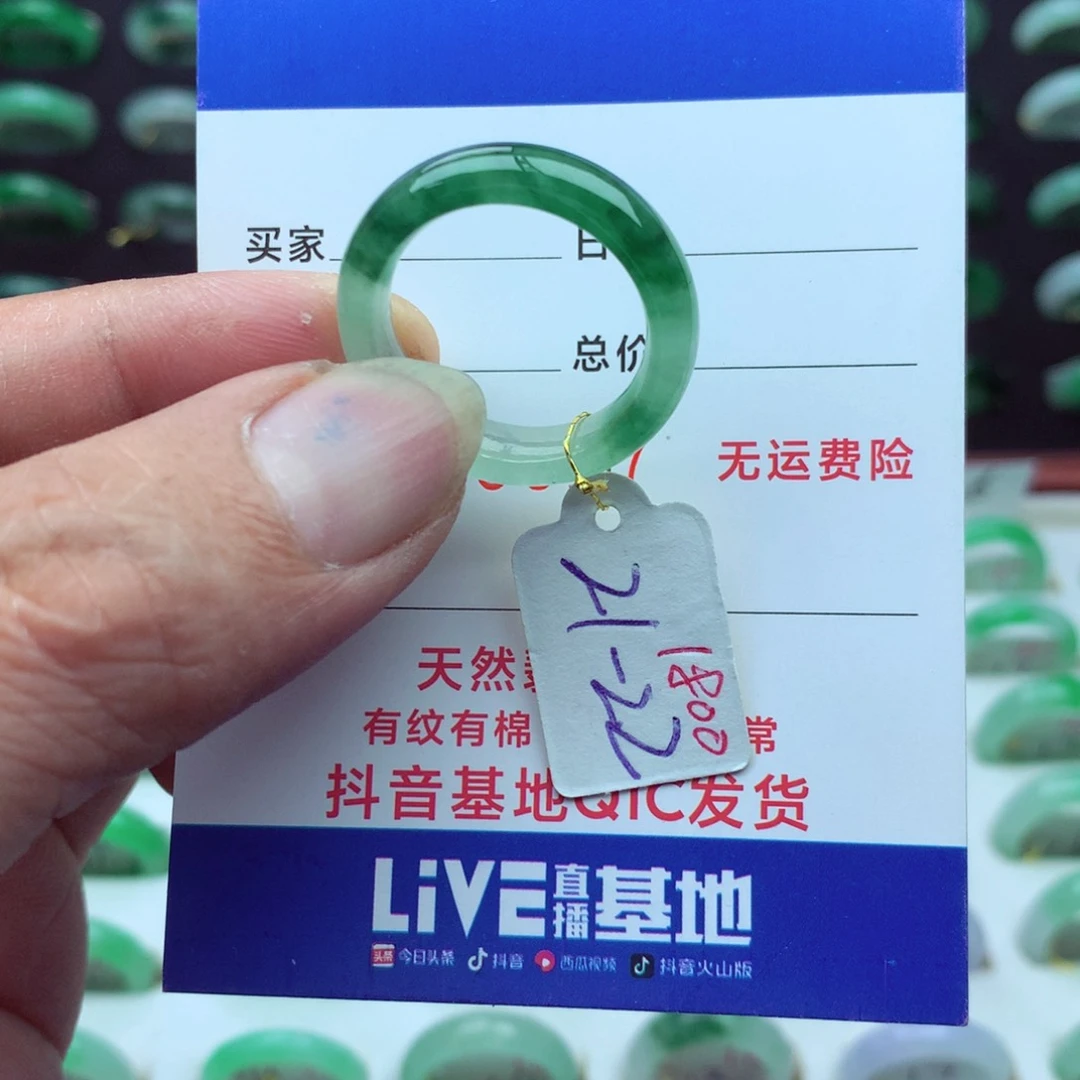 买家
日
总价
无运费险
21-22
1800
天然
有纹有棉
常
抖音基地QIC发货
LiVE直播基地
头条 今日头条 抖音 西瓜视频 抖音火山版